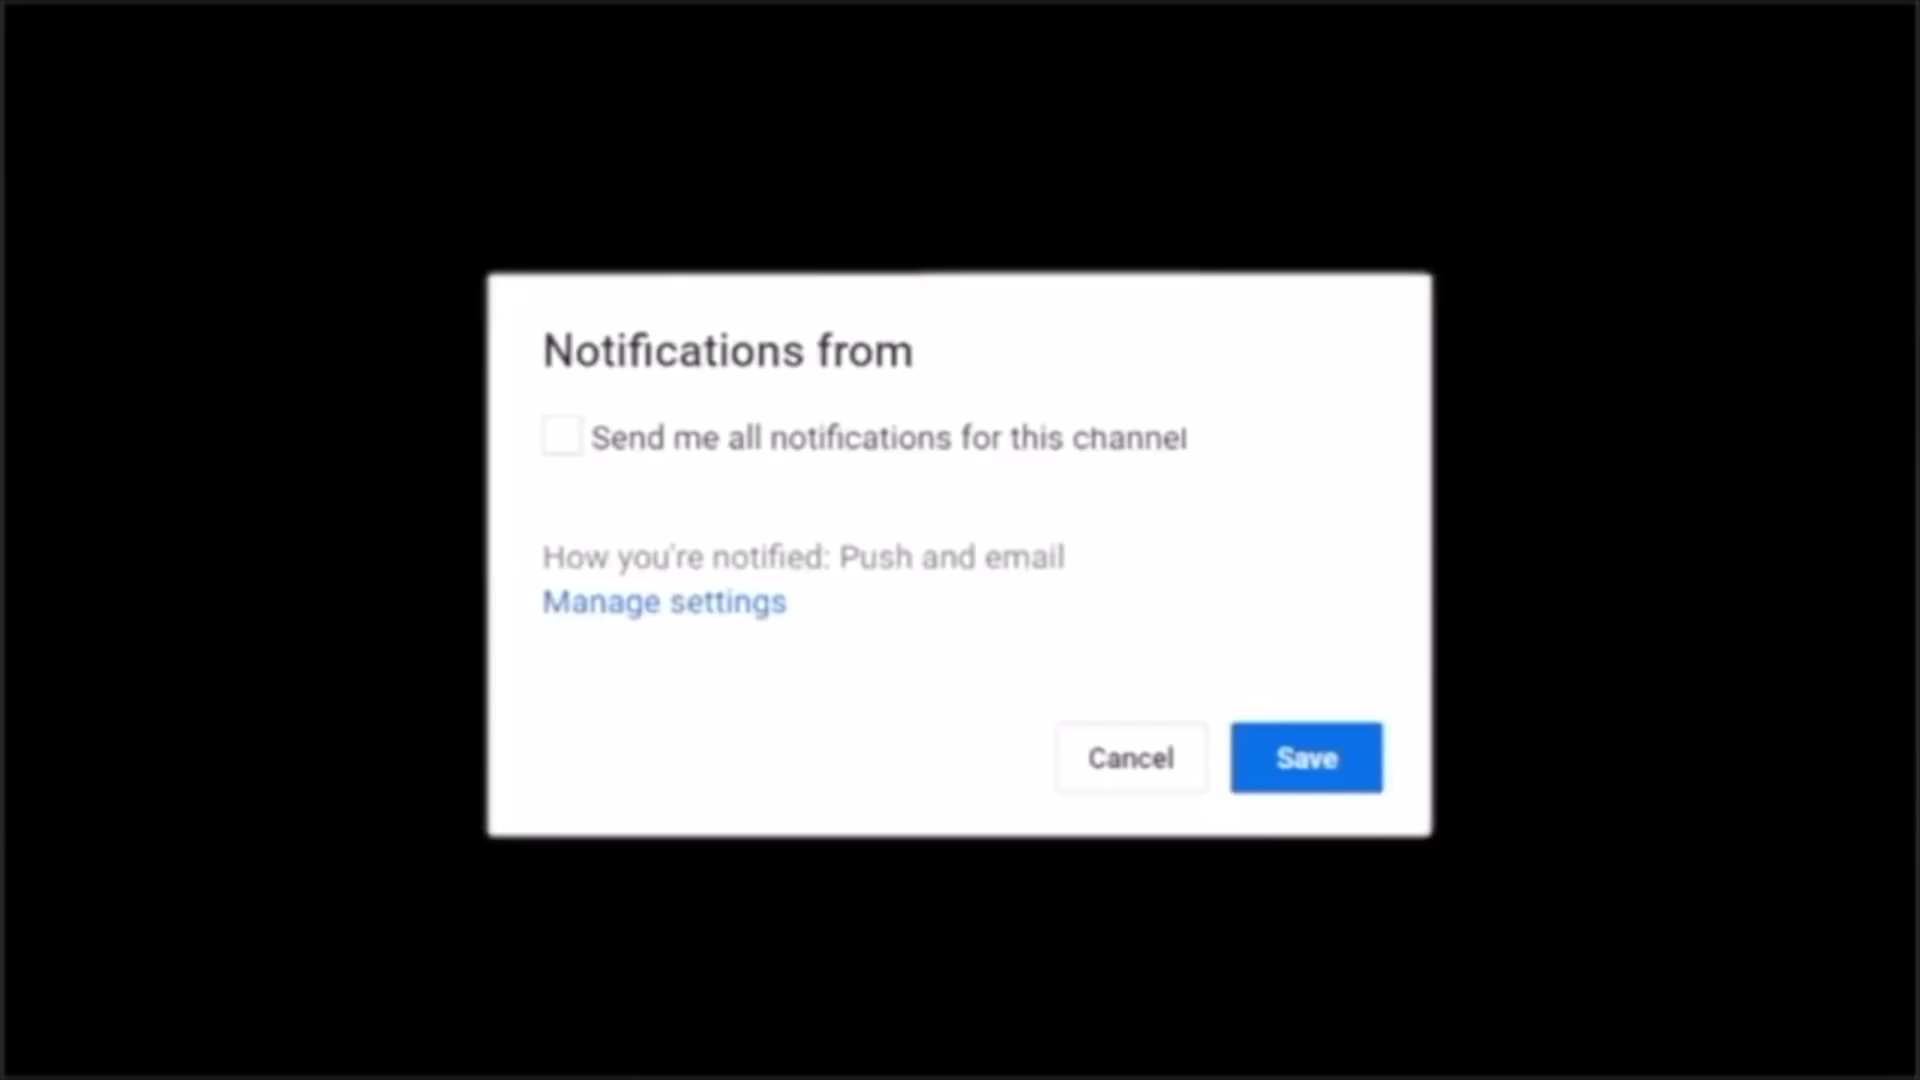 Notifications from
Send me all notifications for this channel
How you're notified: Push and email
Manage settings
Cancel
Save